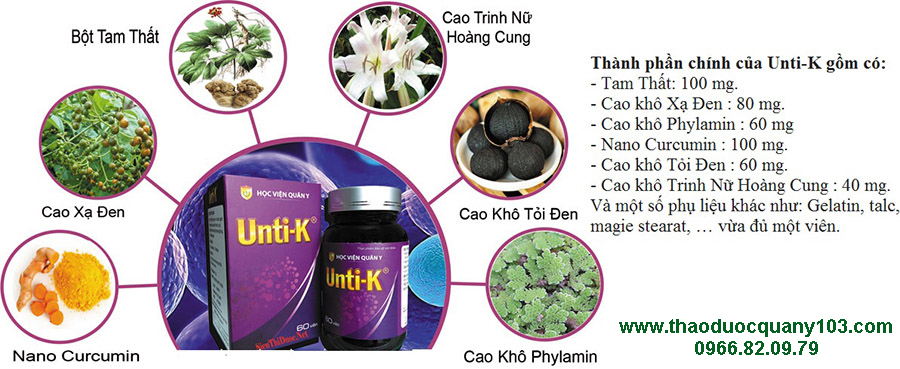 Bột Tam Thất
Cao Trinh Nữ
Hoàng Cung
Cao Xạ Đen
Cao Khô Tỏi Đen
Nano Curcumin
Cao Khô Phylamin
HỌC VIỆN QUÂN Y
Unti-K®
60 viên
SieuThiDuoc.Net
HỌC VIỆN QUÂN Y
Unti-K®
60 viên
Thành phần chính của Unti-K gồm có:
- Tam Thất: 100 mg.
- Cao khô Xạ Đen : 80 mg.
- Cao khô Phylamin : 60 mg
- Nano Curcumin : 100 mg.
- Cao khô Tỏi Đen : 60 mg.
- Cao khô Trinh Nữ Hoàng Cung : 40 mg.
Và một số phụ liệu khác như: Gelatin, talc,
magie stearat, … vừa đủ một viên.
www.thaoduocquany103.com
0966.82.09.79